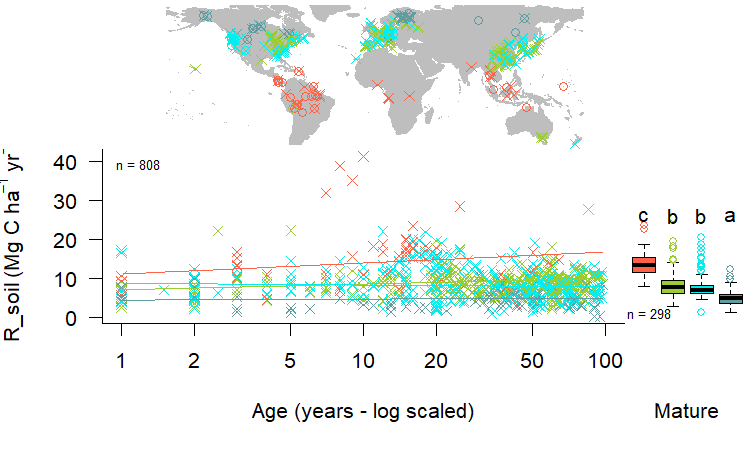 R_soil (Mg C ha⁻¹ yr⁻
40
30
20
10
0
n = 808
c b b a
n = 298
1 2 5 10 20 50 100
Age (years - log scaled)
Mature